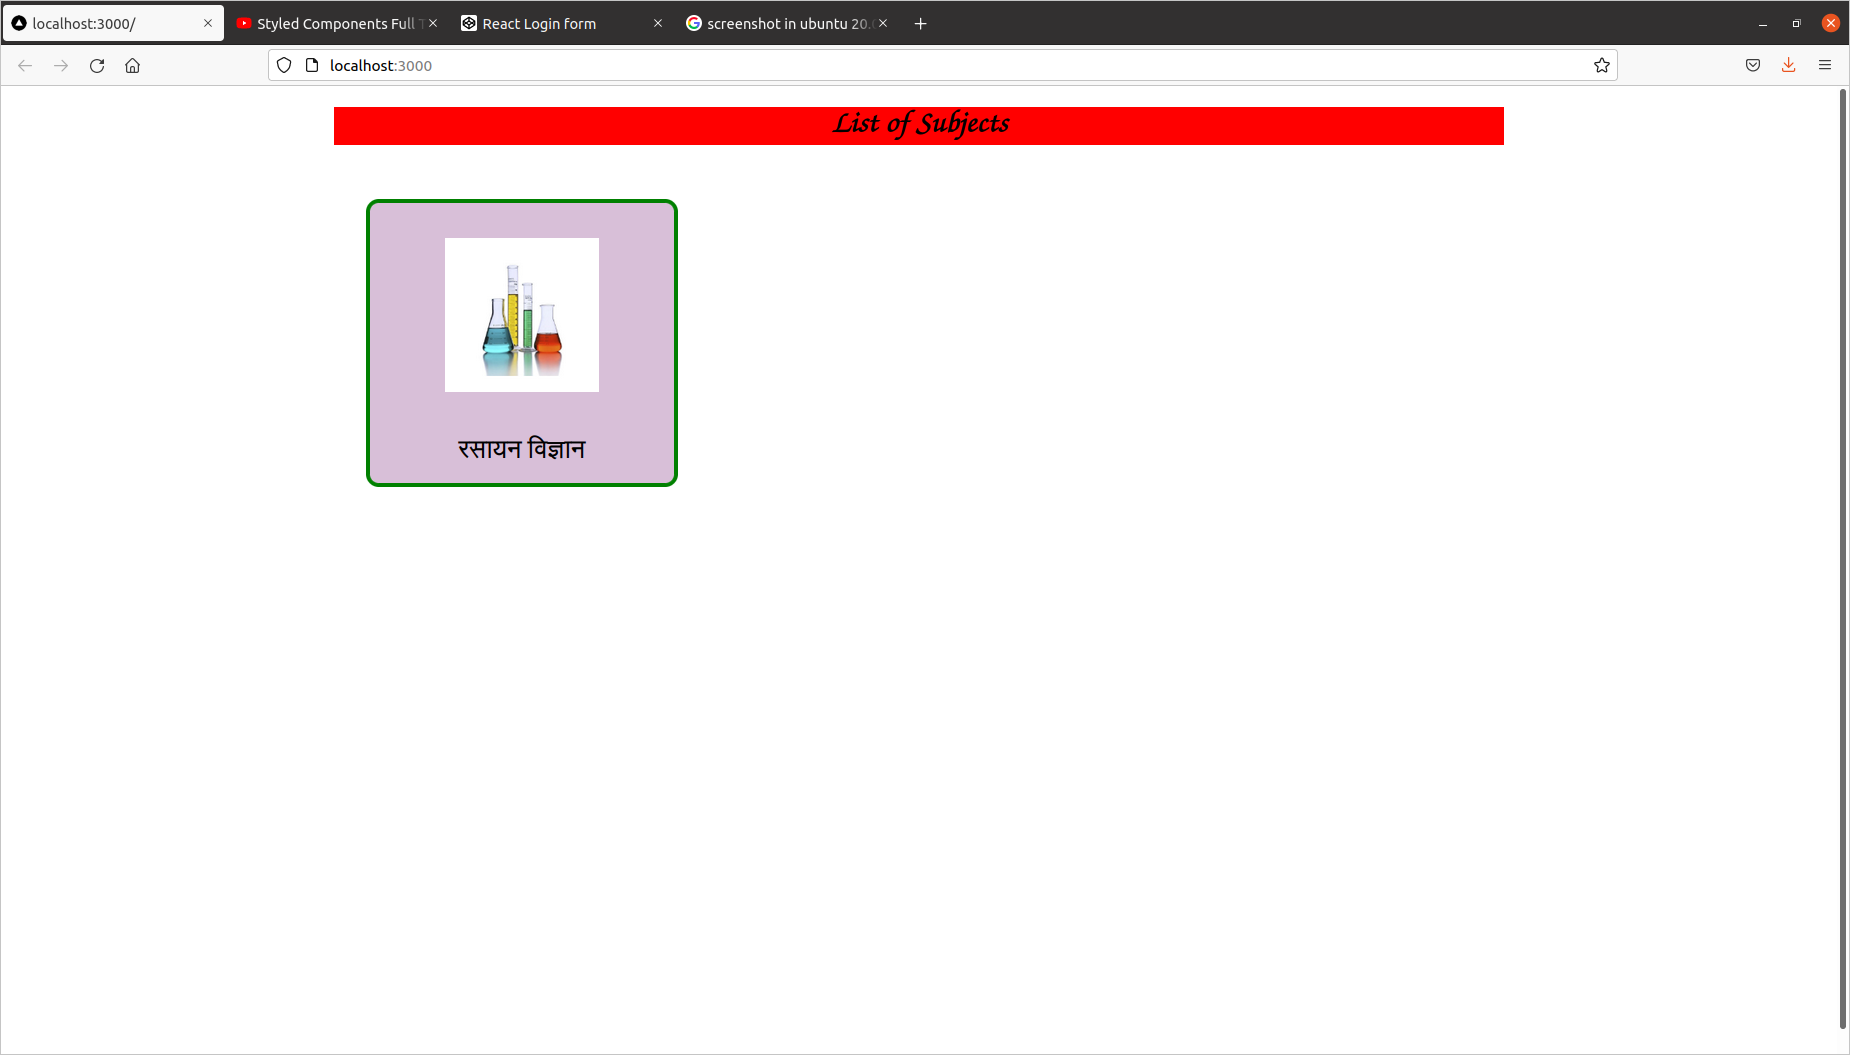 localhost:3000/
Styled Components Full
React Login form
screenshot in ubuntu 20.
localhost:3000
List of Subjects
रसायन विज्ञान